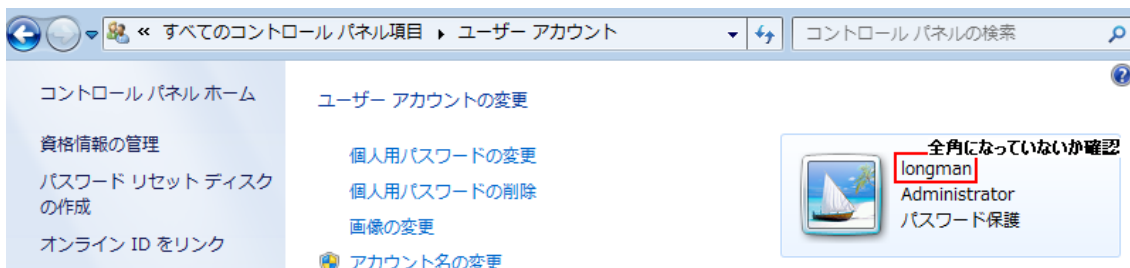 « すべてのコントロール パネル項目 ▸ ユーザー アカウント
コントロール パネルの検索
コントロール パネル ホーム
資格情報の管理
パスワード リセット ディスク
の作成
オンライン ID をリンク
ユーザー アカウントの変更
個人用パスワードの変更
個人用パスワードの削除
画像の変更
アカウント名の変更
全角になっていないか確認
longman
Administrator
パスワード保護